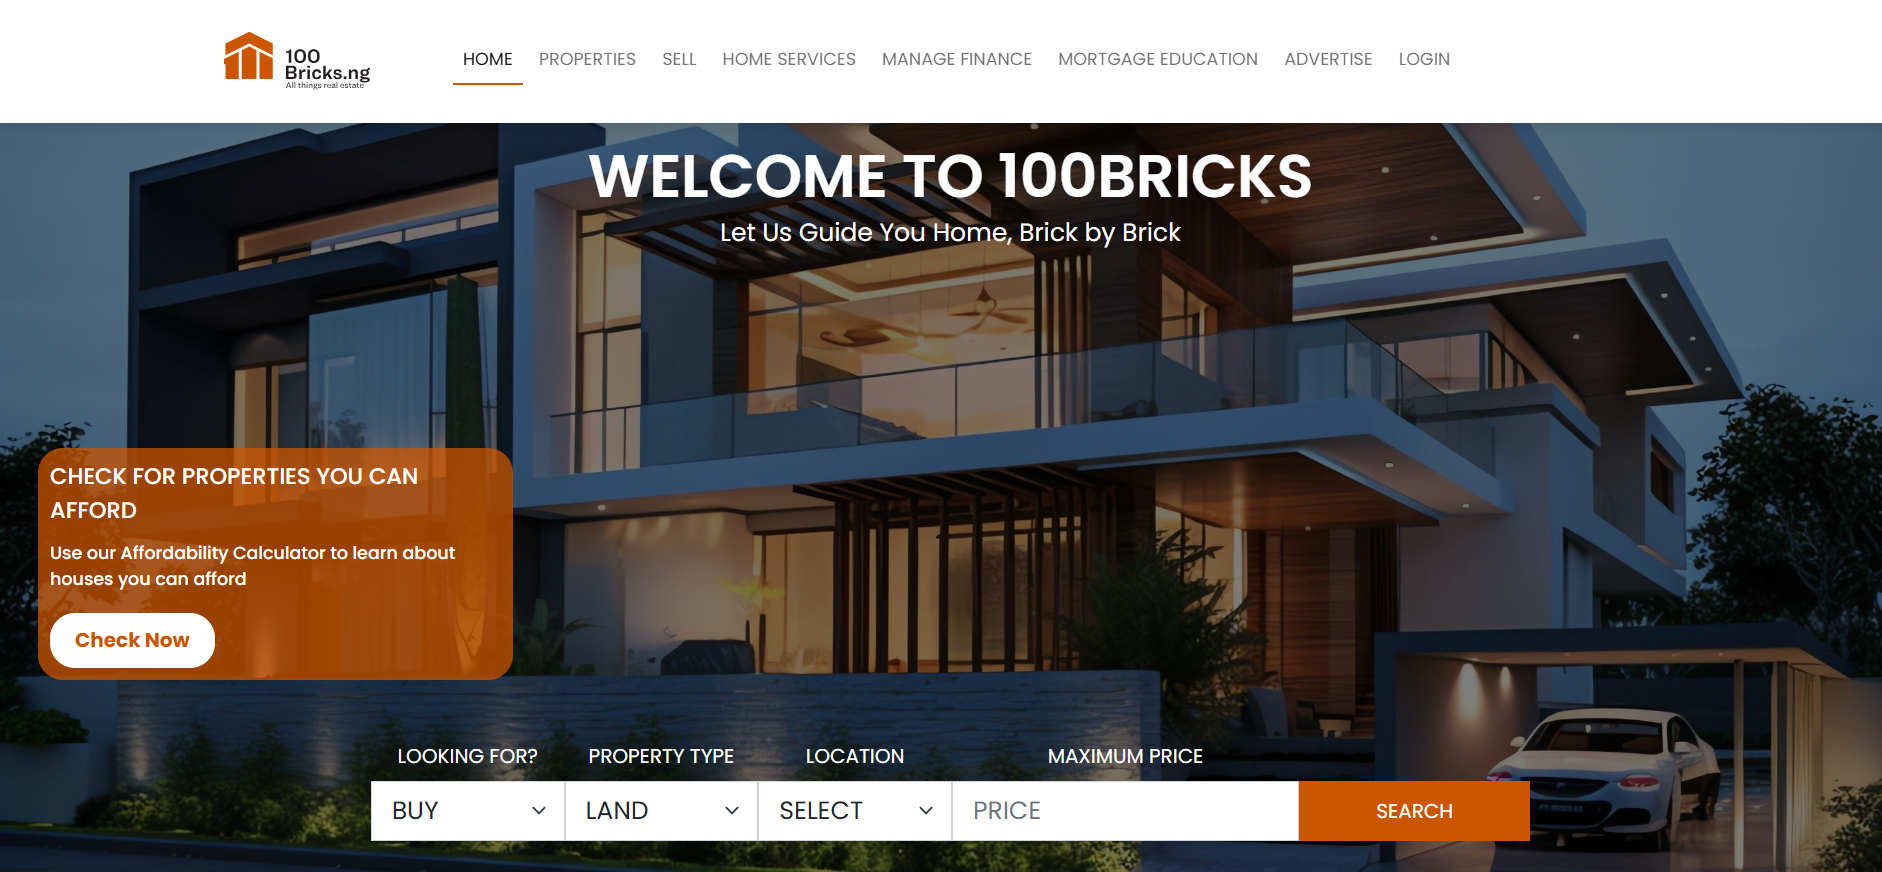 100
Bricks.ng
All things real estate
HOME PROPERTIES SELL HOME SERVICES MANAGE FINANCE MORTGAGE EDUCATION ADVERTISE LOGIN
WELCOME TO 100BRICKS
Let Us Guide You Home, Brick by Brick
CHECK FOR PROPERTIES YOU CAN
AFFORD
Use our Affordability Calculator to learn about
houses you can afford
Check Now
LOOKING FOR? PROPERTY TYPE LOCATION MAXIMUM PRICE
BUY LAND SELECT PRICE SEARCH